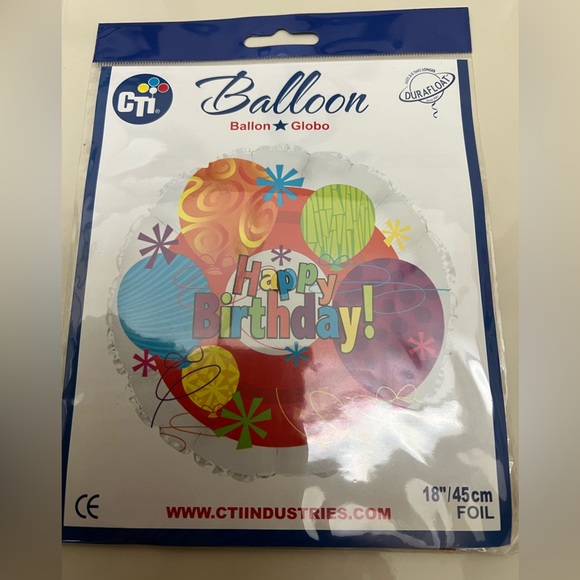 CTI®
Balloon
Ballon ★ Globo
DURAFLOAT
Happy
Birthday!
CE
WWW.CTIINDUSTRIES.COM
18"/45cm
FOIL